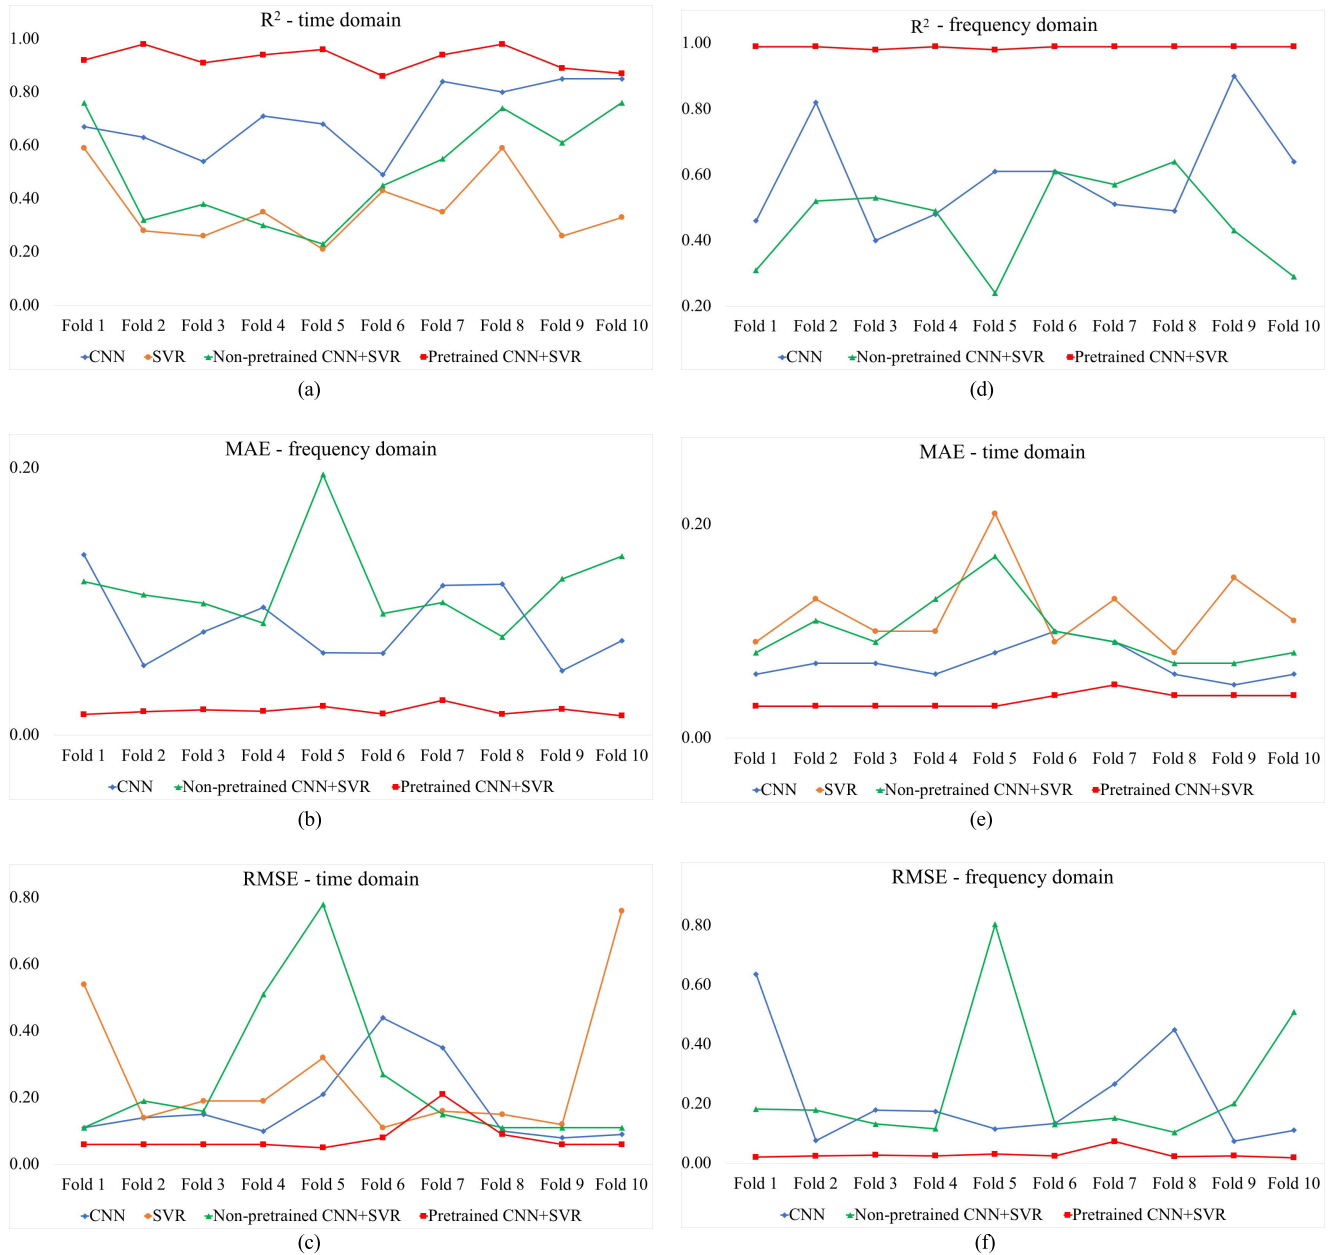 R² - time domain
1.00
0.80
0.60
0.40
0.20
0.00
Fold 1 Fold 2 Fold 3 Fold 4 Fold 5 Fold 6 Fold 7 Fold 8 Fold 9 Fold 10
CNN SVR Non-pretrained CNN+SVR Pretrained CNN+SVR
(a)
R² - frequency domain
1.00
0.80
0.60
0.40
0.20
Fold 1 Fold 2 Fold 3 Fold 4 Fold 5 Fold 6 Fold 7 Fold 8 Fold 9 Fold 10
CNN Non-pretrained CNN+SVR Pretrained CNN+SVR
(d)
MAE - frequency domain
0.20
0.00
Fold 1 Fold 2 Fold 3 Fold 4 Fold 5 Fold 6 Fold 7 Fold 8 Fold 9 Fold 10
CNN Non-pretrained CNN+SVR Pretrained CNN+SVR
(b)
MAE - time domain
0.20
0.00
Fold 1 Fold 2 Fold 3 Fold 4 Fold 5 Fold 6 Fold 7 Fold 8 Fold 9 Fold 10
CNN SVR Non-pretrained CNN+SVR Pretrained CNN+SVR
(e)
RMSE - time domain
0.80
0.60
0.40
0.20
0.00
Fold 1 Fold 2 Fold 3 Fold 4 Fold 5 Fold 6 Fold 7 Fold 8 Fold 9 Fold 10
CNN SVR Non-pretrained CNN+SVR Pretrained CNN+SVR
(c)
RMSE - frequency domain
0.80
0.60
0.40
0.20
0.00
Fold 1 Fold 2 Fold 3 Fold 4 Fold 5 Fold 6 Fold 7 Fold 8 Fold 9 Fold 10
CNN Non-pretrained CNN+SVR Pretrained CNN+SVR
(f)